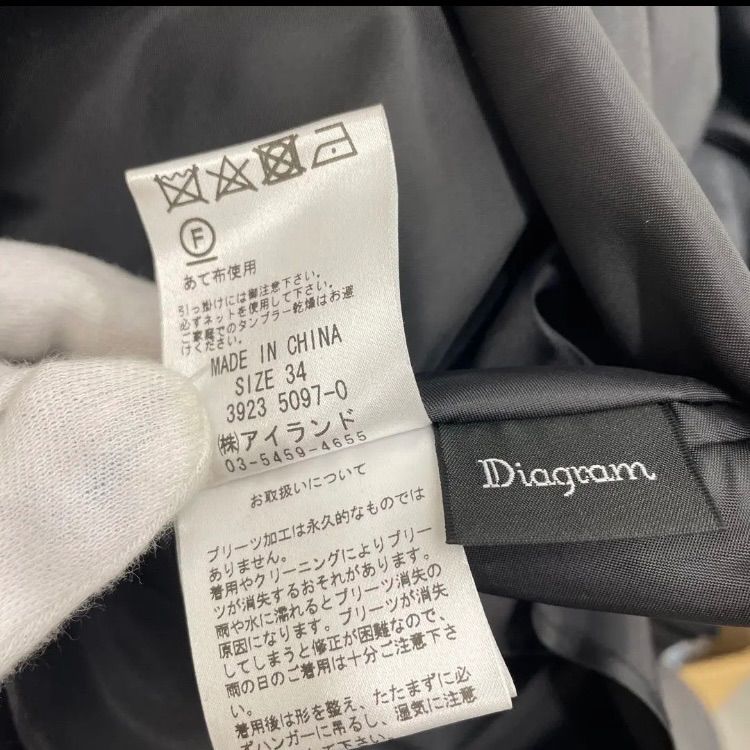 F
あて布使用
引っ掛けには御注意下さい。
必ずネットを使用して下さい。
ご家庭でのタンブラー乾燥はお避
けください。
MADE IN CHINA
SIZE 34
3923 5097-0
㈱アイランド
03-5459-4655
お取扱いについて
プリーツ加工は永久的なものでは
ありません。
着用やクリーニングによりプリー
ツが消失するおそれがあります。
雨や水に濡れるとプリーツ消失の
原因になります。プリーツが消失
してしまうと修正が困難なので、
雨の日のご着用は十分ご注意下さ
い。
着用後は形を整え、たたまずに必
ずハンガーに吊るし、湿気に注意
Diagram